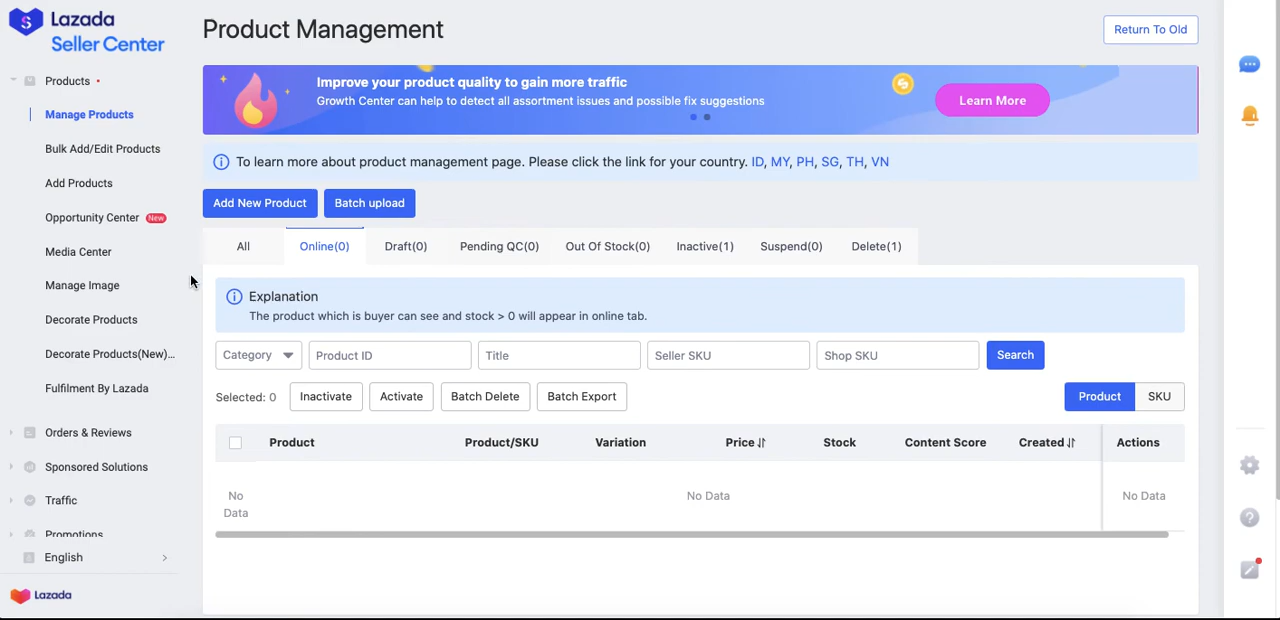 Lazada
Seller Center
Products
Manage Products
Bulk Add/Edit Products
Add Products
Opportunity Center New
Media Center
Manage Image
Decorate Products
Decorate Products(New)...
Fulfilment By Lazada
Orders & Reviews
Sponsored Solutions
Traffic
Promotions
English
Lazada
Product Management
Return To Old
Improve your product quality to gain more traffic
Growth Center can help to detect all assortment issues and possible fix suggestions
Learn More
To learn more about product management page. Please click the link for your country. ID, MY, PH, SG, TH, VN
Add New Product Batch upload
All Online(0) Draft(0) Pending QC(0) Out Of Stock(0) Inactive(1) Suspend(0) Delete(1)
Explanation
The product which is buyer can see and stock > 0 will appear in online tab.
Category Product ID Title Seller SKU Shop SKU Search
Selected: 0 Inactivate Activate Batch Delete Batch Export Product SKU
Product Product/SKU Variation Price Stock Content Score Created Actions
No Data No Data No Data